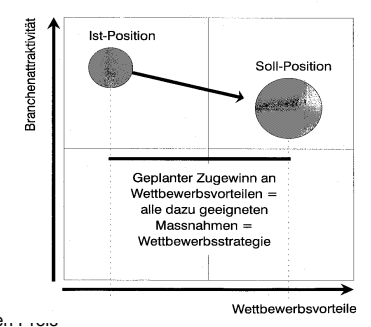 Branchenattraktivität
Ist-Position
Soll-Position
Geplanter Zugewinn an
Wettbewerbsvorteilen =
alle dazu geeigneten
Massnahmen =
Wettbewerbsstrategie
Wettbewerbsvorteile